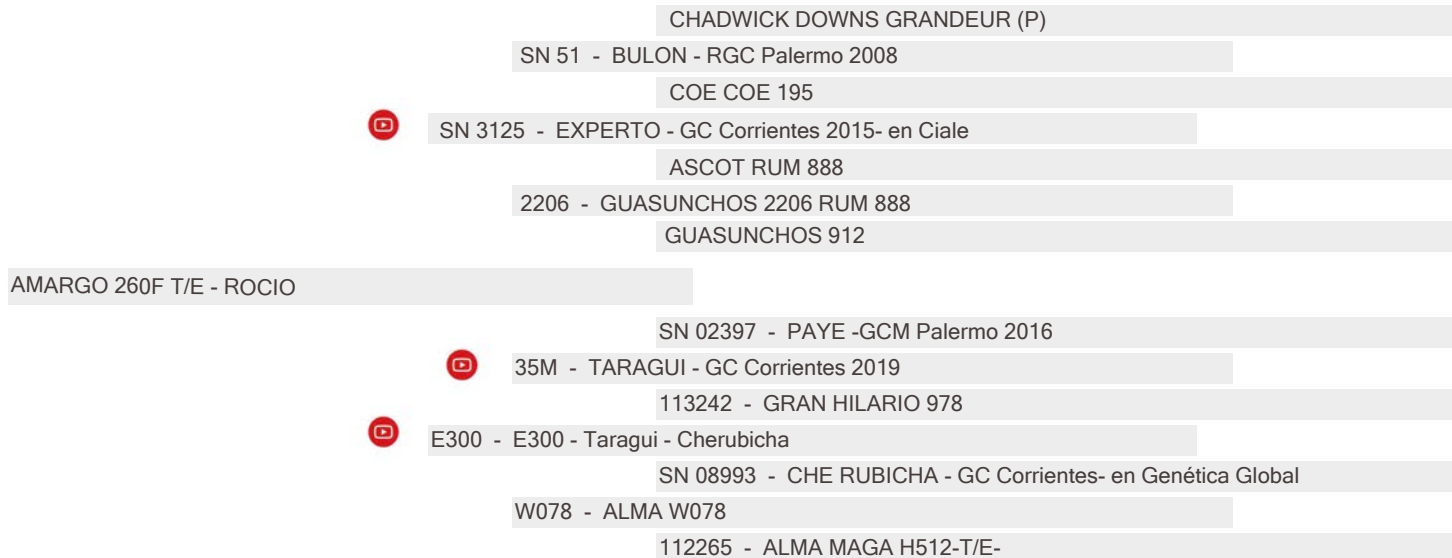 CHADWICK DOWNS GRANDEUR (P)
SN 51 - BULON - RGC Palermo 2008
COE COE 195
SN 3125 - EXPERTO - GC Corrientes 2015- en Ciale
ASCOT RUM 888
2206 - GUASUNCHOS 2206 RUM 888
GUASUNCHOS 912
AMARGO 260F T/E - ROCIO
SN 02397 - PAYE -GCM Palermo 2016
35M - TARAGUI - GC Corrientes 2019
113242 - GRAN HILARIO 978
E300 - E300 - Taragui - Cherubicha
SN 08993 - CHE RUBICHA - GC Corrientes- en Genética Global
W078 - ALMA W078
112265 - ALMA MAGA H512-T/E-